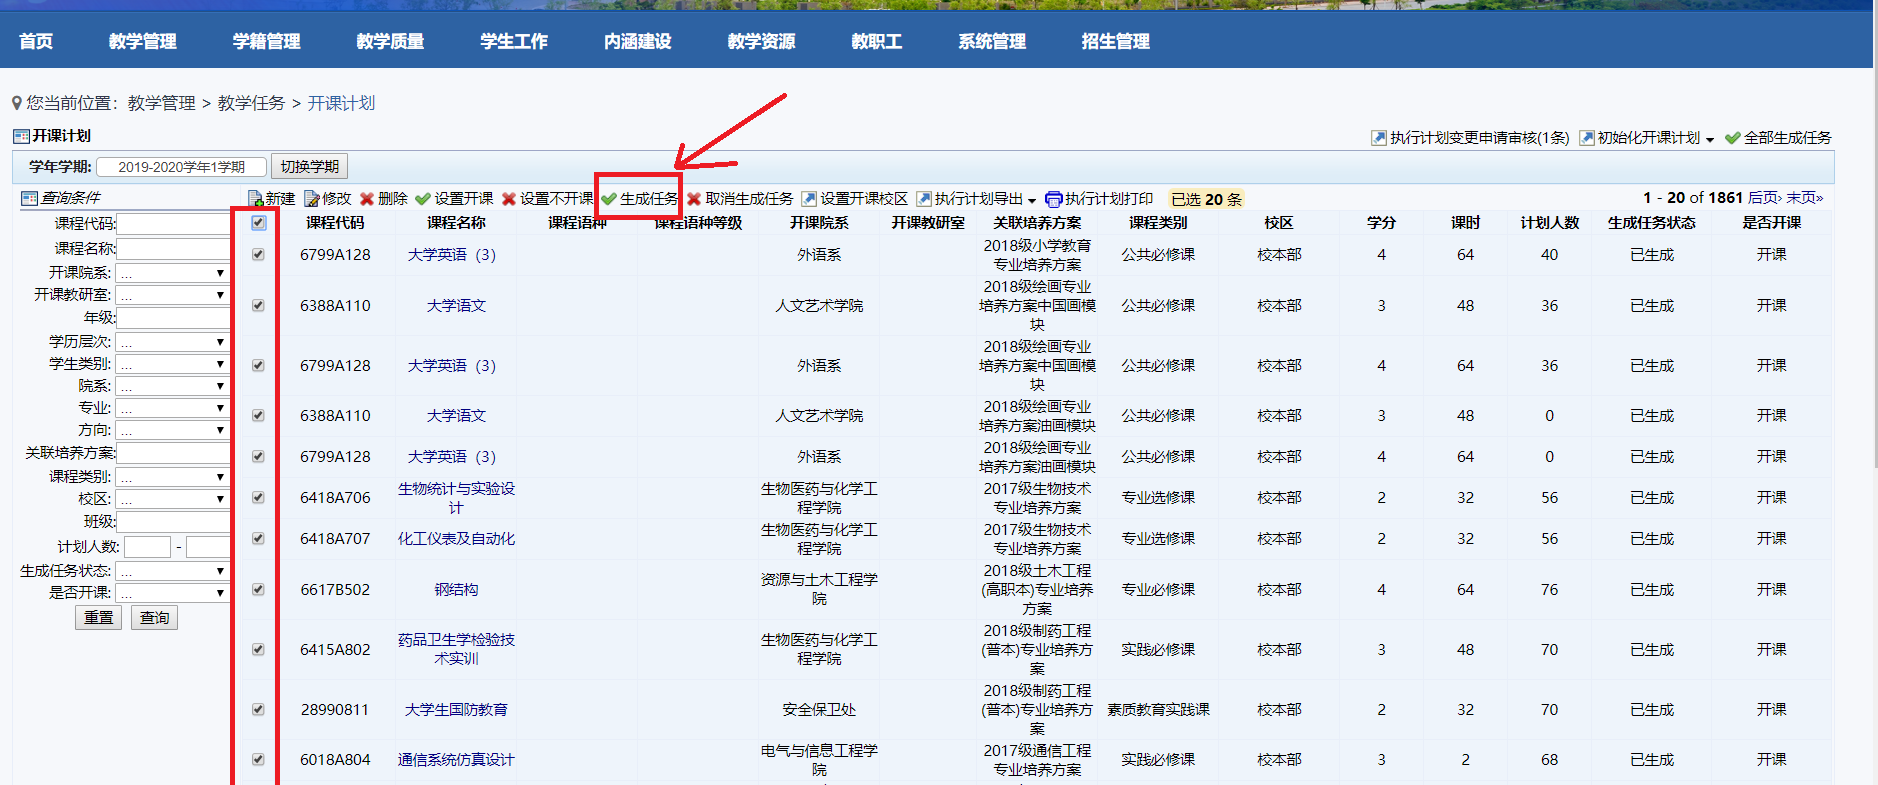 首页 教学管理 学籍管理 教学质量 学生工作 内涵建设 教学资源 教职工 系统管理 招生管理
您当前位置: 教学管理 > 教学任务 > 开课计划
开课计划 执行计划变更申请审核(1条) 初始化开课计划 全部生成任务
学年学期: 2019-2020学年1学期 切换学期
查询条件
课程代码:
课程名称:
开课院系: ...
开课教研室: ...
年级:
学历层次: ...
学生类别: ...
院系: ...
专业: ...
方向: ...
关联培养方案:
课程类别: ...
校区: ...
班级:
计划人数: -
生成任务状态: ...
是否开课: ...
重置 查询
新建 修改 删除 设置开课 设置不开课 生成任务 取消生成任务 设置开课校区 执行计划导出 执行计划打印 已选 20 条 1 - 20 of 1861 后页› 末页»
课程代码 课程名称 课程语种 课程语种等级 开课院系 开课教研室 关联培养方案 课程类别 校区 学分 课时 计划人数 生成任务状态 是否开课
6799A128 大学英语（3） 外语系 2018级小学教育专业培养方案 公共必修课 校本部 4 64 40 已生成 开课
6388A110 大学语文 人文艺术学院 2018级绘画专业培养方案中国画模块 公共必修课 校本部 3 48 36 已生成 开课
6799A128 大学英语（3） 外语系 2018级绘画专业培养方案中国画模块 公共必修课 校本部 4 64 36 已生成 开课
6388A110 大学语文 人文艺术学院 2018级绘画专业培养方案油画模块 公共必修课 校本部 3 48 0 已生成 开课
6799A128 大学英语（3） 外语系 2018级绘画专业培养方案油画模块 公共必修课 校本部 4 64 0 已生成 开课
6418A706 生物统计与实验设计 生物医药与化学工程学院 2017级生物技术专业培养方案 专业选修课 校本部 2 32 56 已生成 开课
6418A707 化工仪表及自动化 生物医药与化学工程学院 2017级生物技术专业培养方案 专业选修课 校本部 2 32 56 已生成 开课
6617B502 钢结构 资源与土木工程学院 2018级土木工程(高职本)专业培养方案 专业必修课 校本部 4 64 76 已生成 开课
6415A802 药品卫生学检验技术实训 生物医药与化学工程学院 2018级制药工程(普本)专业培养方案 实践必修课 校本部 3 48 70 已生成 开课
28990811 大学生国防教育 安全保卫处 2018级制药工程(普本)专业培养方案 素质教育实践课 校本部 2 32 70 已生成 开课
6018A804 通信系统仿真设计 电气与信息工程学院 2017级通信工程专业培养方案 实践必修课 校本部 3 2 68 已生成 开课